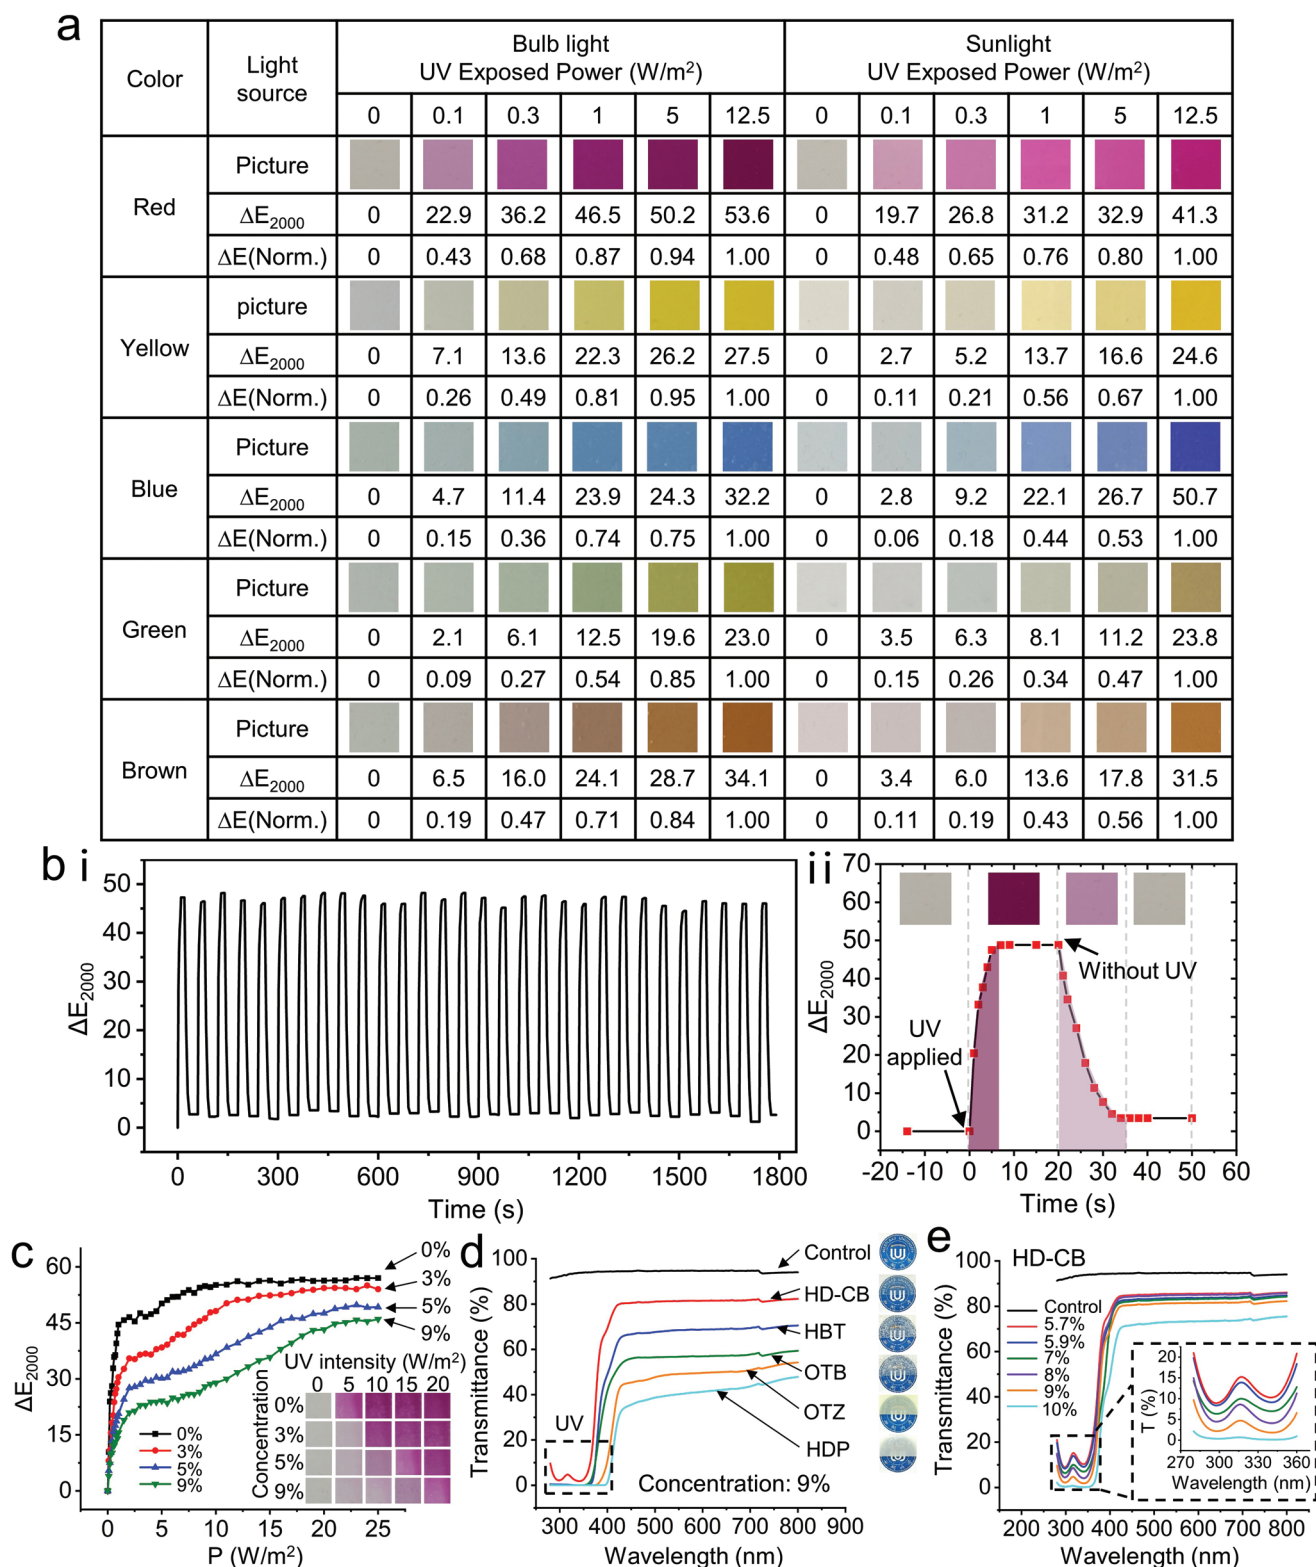 a
Color Light source Bulb light UV Exposed Power (W/m²) Sunlight UV Exposed Power (W/m²)
0 0.1 0.3 1 5 12.5 0 0.1 0.3 1 5 12.5
Red Picture
ΔE2000 0 22.9 36.2 46.5 50.2 53.6 0 19.7 26.8 31.2 32.9 41.3
ΔE(Norm.) 0 0.43 0.68 0.87 0.94 1.00 0 0.48 0.65 0.76 0.80 1.00
Yellow picture
ΔE2000 0 7.1 13.6 22.3 26.2 27.5 0 2.7 5.2 13.7 16.6 24.6
ΔE(Norm.) 0 0.26 0.49 0.81 0.95 1.00 0 0.11 0.21 0.56 0.67 1.00
Blue Picture
ΔE2000 0 4.7 11.4 23.9 24.3 32.2 0 2.8 9.2 22.1 26.7 50.7
ΔE(Norm.) 0 0.15 0.36 0.74 0.75 1.00 0 0.06 0.18 0.44 0.53 1.00
Green Picture
ΔE2000 0 2.1 6.1 12.5 19.6 23.0 0 3.5 6.3 8.1 11.2 23.8
ΔE(Norm.) 0 0.09 0.27 0.54 0.85 1.00 0 0.15 0.26 0.34 0.47 1.00
Brown Picture
ΔE2000 0 6.5 16.0 24.1 28.7 34.1 0 3.4 6.0 13.6 17.8 31.5
ΔE(Norm.) 0 0.19 0.47 0.71 0.84 1.00 0 0.11 0.19 0.43 0.56 1.00
b i
50
40
30
20
10
0
ΔE2000
0 300 600 900 1200 1500 1800
Time (s)
ii
70
60
50
40
30
20
10
0
ΔE2000
Without UV
UV applied
-20 -10 0 10 20 30 40 50 60
Time (s)
c
60
45
30
15
0
ΔE2000
0%
3%
5%
9%
UV intensity (W/m²)
0 5 10 15 20
Concentration
0%
3%
5%
9%
0%
3%
5%
9%
0 5 10 15 20 25
P (W/m²)
d
100
80
60
40
20
0
Transmittance (%)
Control
HD-CB
HBT
OTB
OTZ
HDP
UV
Concentration: 9%
300 400 500 600 700 800 900
Wavelength (nm)
e
HD-CB
100
80
60
40
20
0
Transmittance (%)
Control
5.7%
5.9%
7%
8%
9%
10%
20
15
10
5
0
T (%)
270 300 330 360
Wavelength (nm)
200 300 400 500 600 700 800
Wavelength (nm)